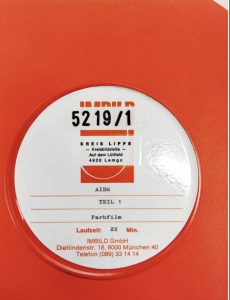 IMBILD
5219/1
KREIS LIPPE
– Kreisbildstelle –
Auf dem Lüttfeld
4920 Lemgo
AIDS
TEIL 1
Farbfilm
Laufzeit: 22 Min.
IMBILD GmbH
Dietlindenstr. 18, 8000 München 40
Telefon (089) 33 14 14